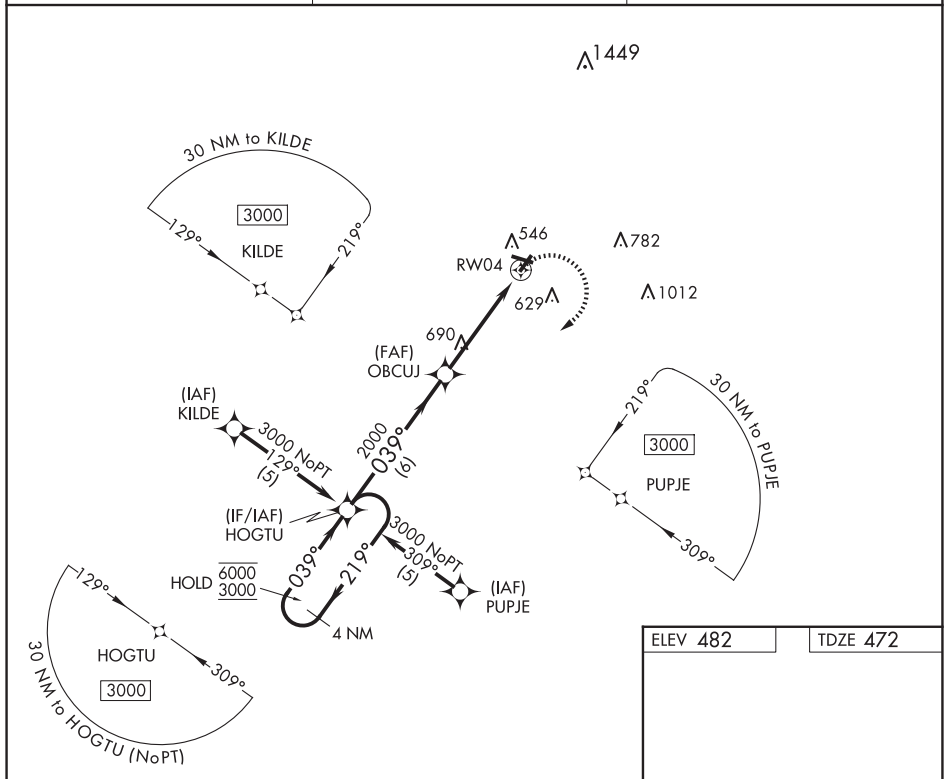 1449
30 NM to KILDE
3000
129°
219°
KILDE
546
782
RW04
629
1012
690
(FAF)
OBCUJ
(IAF)
KILDE
3000 NoPT
129°
(5)
2000
039°
(6)
219°
30 NM to PUPJE
3000
PUPJE
309°
(IF/IAF)
HOGTU
3000 NoPT
309°
(5)
(IAF)
PUPJE
HOLD
6000
3000
039°
219°
4 NM
129°
HOGTU
309°
3000
30 NM to HOGTU (NoPT)
ELEV 482
TDZE 472